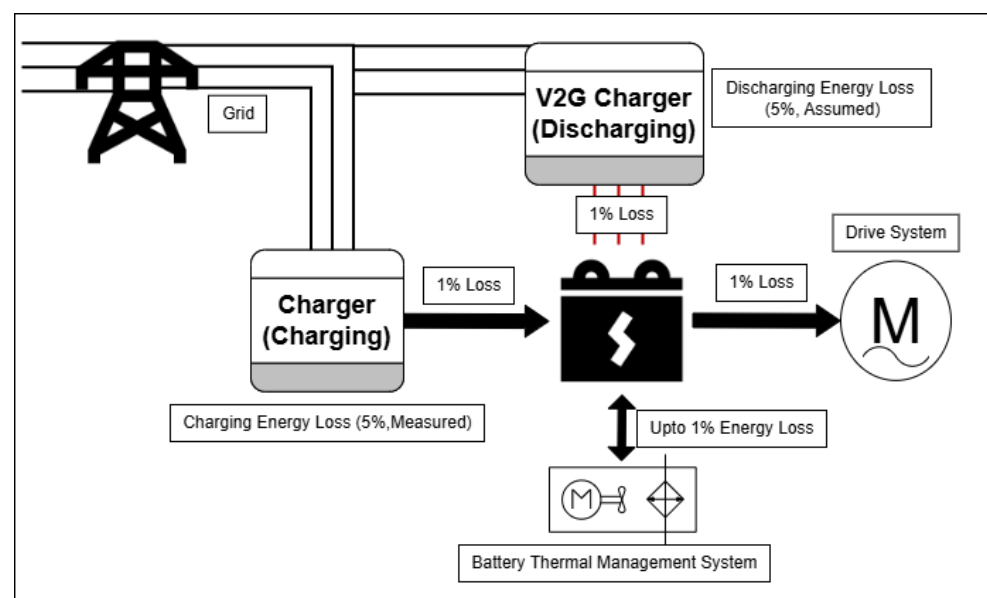 V2G Charger
(Discharging)
Discharging Energy Loss
(5%, Assumed)
Grid
1% Loss
Drive System
1% Loss
1% Loss
Charger
(Charging)
M
Charging Energy Loss (5%,Measured)
Upto 1% Energy Loss
M
Battery Thermal Management System